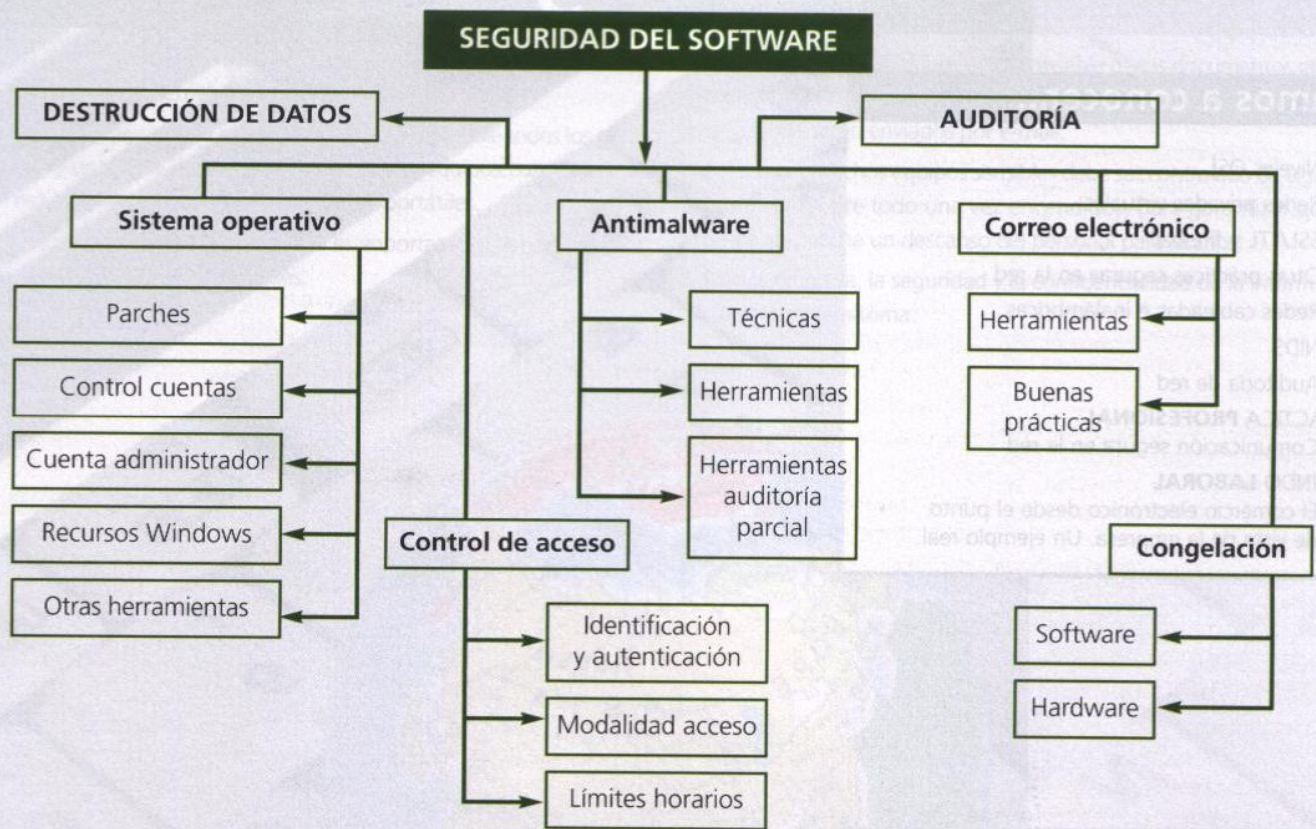 SEGURIDAD DEL SOFTWARE
DESTRUCCIÓN DE DATOS
AUDITORÍA
Sistema operativo
Parches
Control cuentas
Cuenta administrador
Recursos Windows
Otras herramientas
Control de acceso
Identificación
y autenticación
Modalidad acceso
Límites horarios
Antimalware
Técnicas
Herramientas
Herramientas
auditoría
parcial
Correo electrónico
Herramientas
Buenas
prácticas
Congelación
Software
Hardware